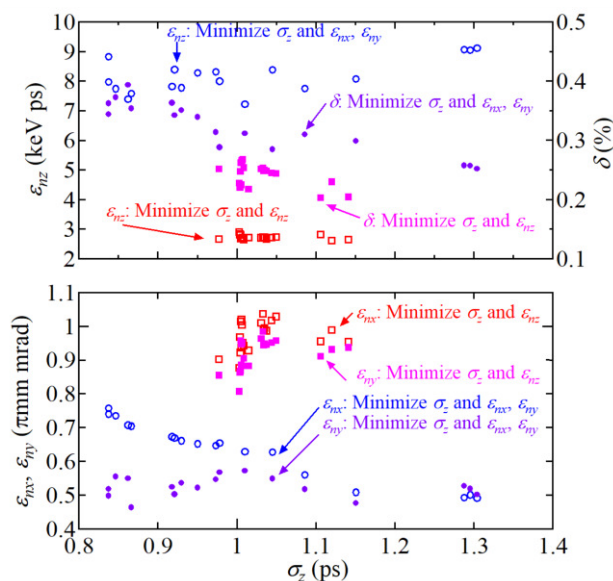 10
9
8
7
6
5
4
3
2
ε_nz (keV ps)
0.5
0.4
0.3
0.2
0.1
δ (%)
ε_nz: Minimize σ_z and ε_nx, ε_ny
δ: Minimize σ_z and ε_nx, ε_ny
ε_nz: Minimize σ_z and ε_nz
δ: Minimize σ_z and ε_nz
1.1
1
0.9
0.8
0.7
0.6
0.5
0.4
ε_nx, ε_ny (πmm mrad)
ε_nx: Minimize σ_z and ε_nz
ε_ny: Minimize σ_z and ε_nz
ε_nx: Minimize σ_z and ε_nx, ε_ny
ε_ny: Minimize σ_z and ε_nx, ε_ny
0.8 0.9 1 1.1 1.2 1.3 1.4
σ_z (ps)